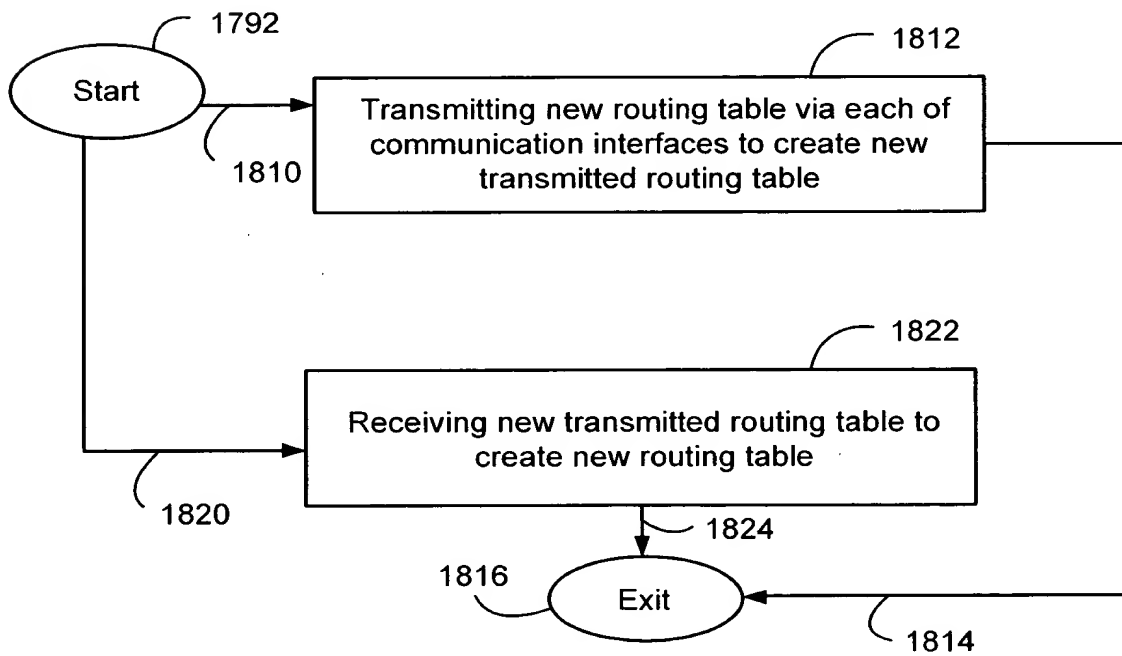 1792
Start
1810
1812
Transmitting new routing table via each of
communication interfaces to create new
transmitted routing table
1822
Receiving new transmitted routing table to
create new routing table
1820
1824
1816
Exit
1814